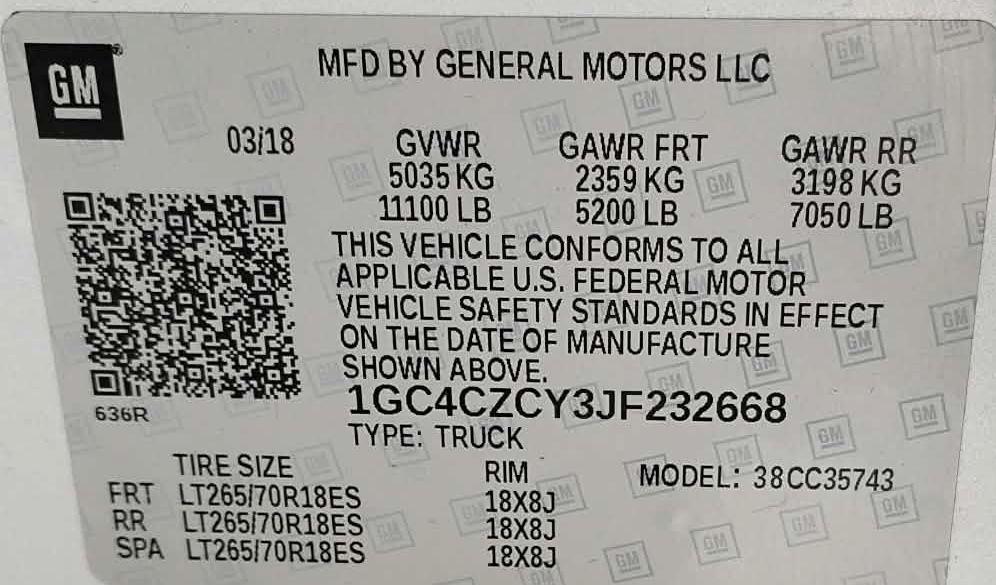 GM
MFD BY GENERAL MOTORS LLC
03/18 GVWR GAWR FRT GAWR RR
5035 KG 2359 KG 3198 KG
11100 LB 5200 LB 7050 LB
THIS VEHICLE CONFORMS TO ALL
APPLICABLE U.S. FEDERAL MOTOR
VEHICLE SAFETY STANDARDS IN EFFECT
ON THE DATE OF MANUFACTURE
SHOWN ABOVE.
636R
1GC4CZCY3JF232668
TYPE: TRUCK
TIRE SIZE RIM MODEL: 38CC35743
FRT LT265/70R18ES 18X8J
RR LT265/70R18ES 18X8J
SPA LT265/70R18ES 18X8J